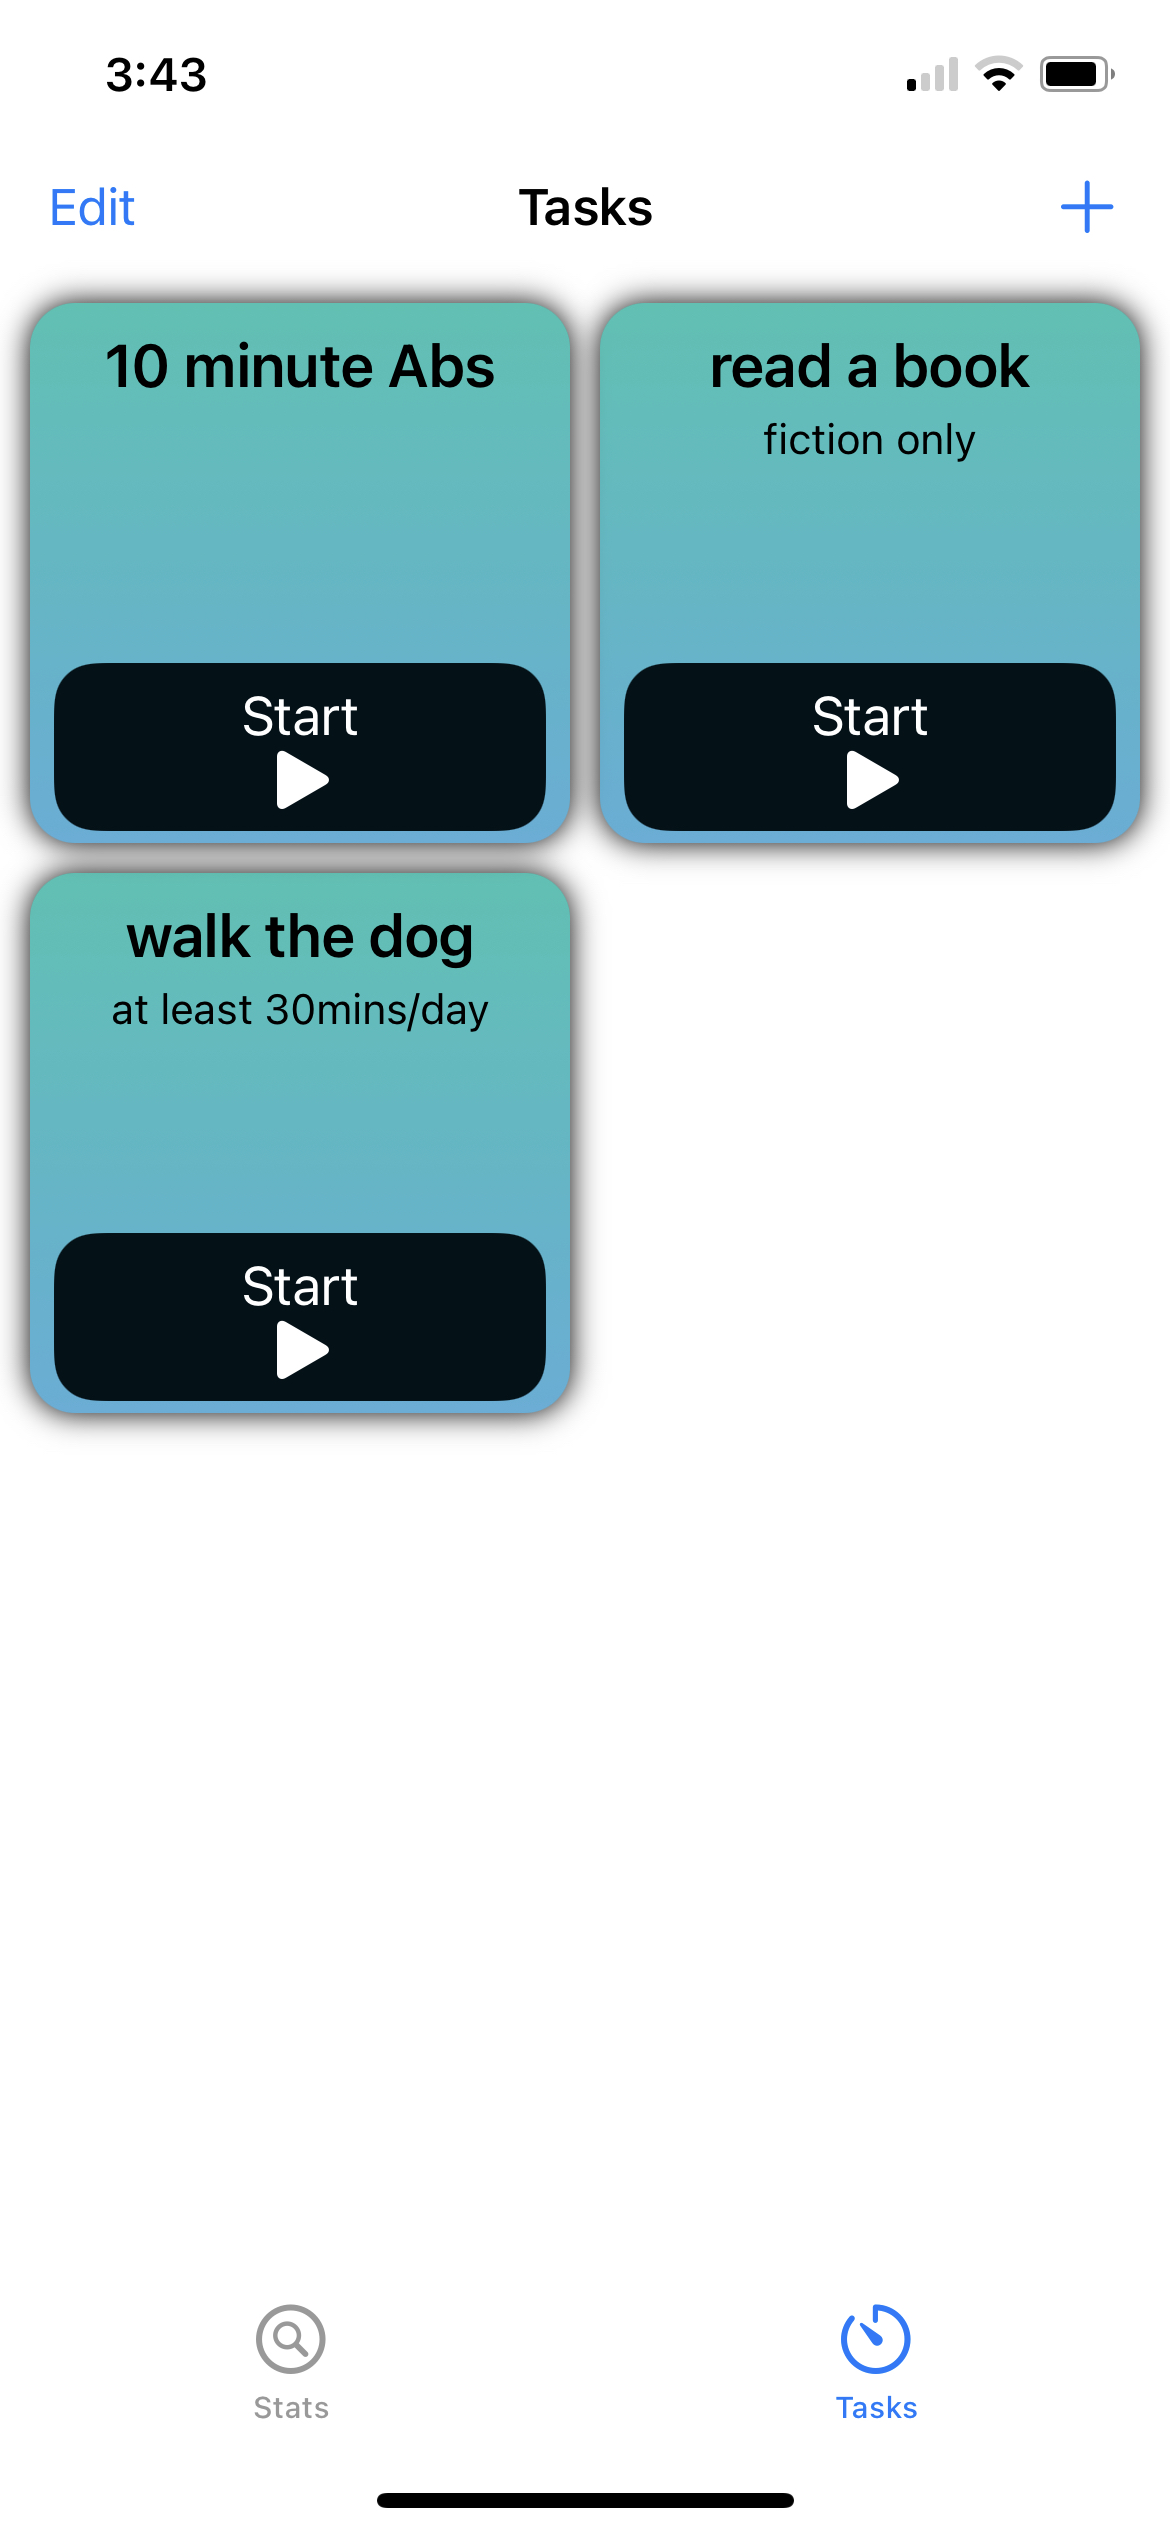 3:43
Edit
Tasks
10 minute Abs
Start
read a book
fiction only
Start
walk the dog
at least 30mins/day
Start
Stats
Tasks